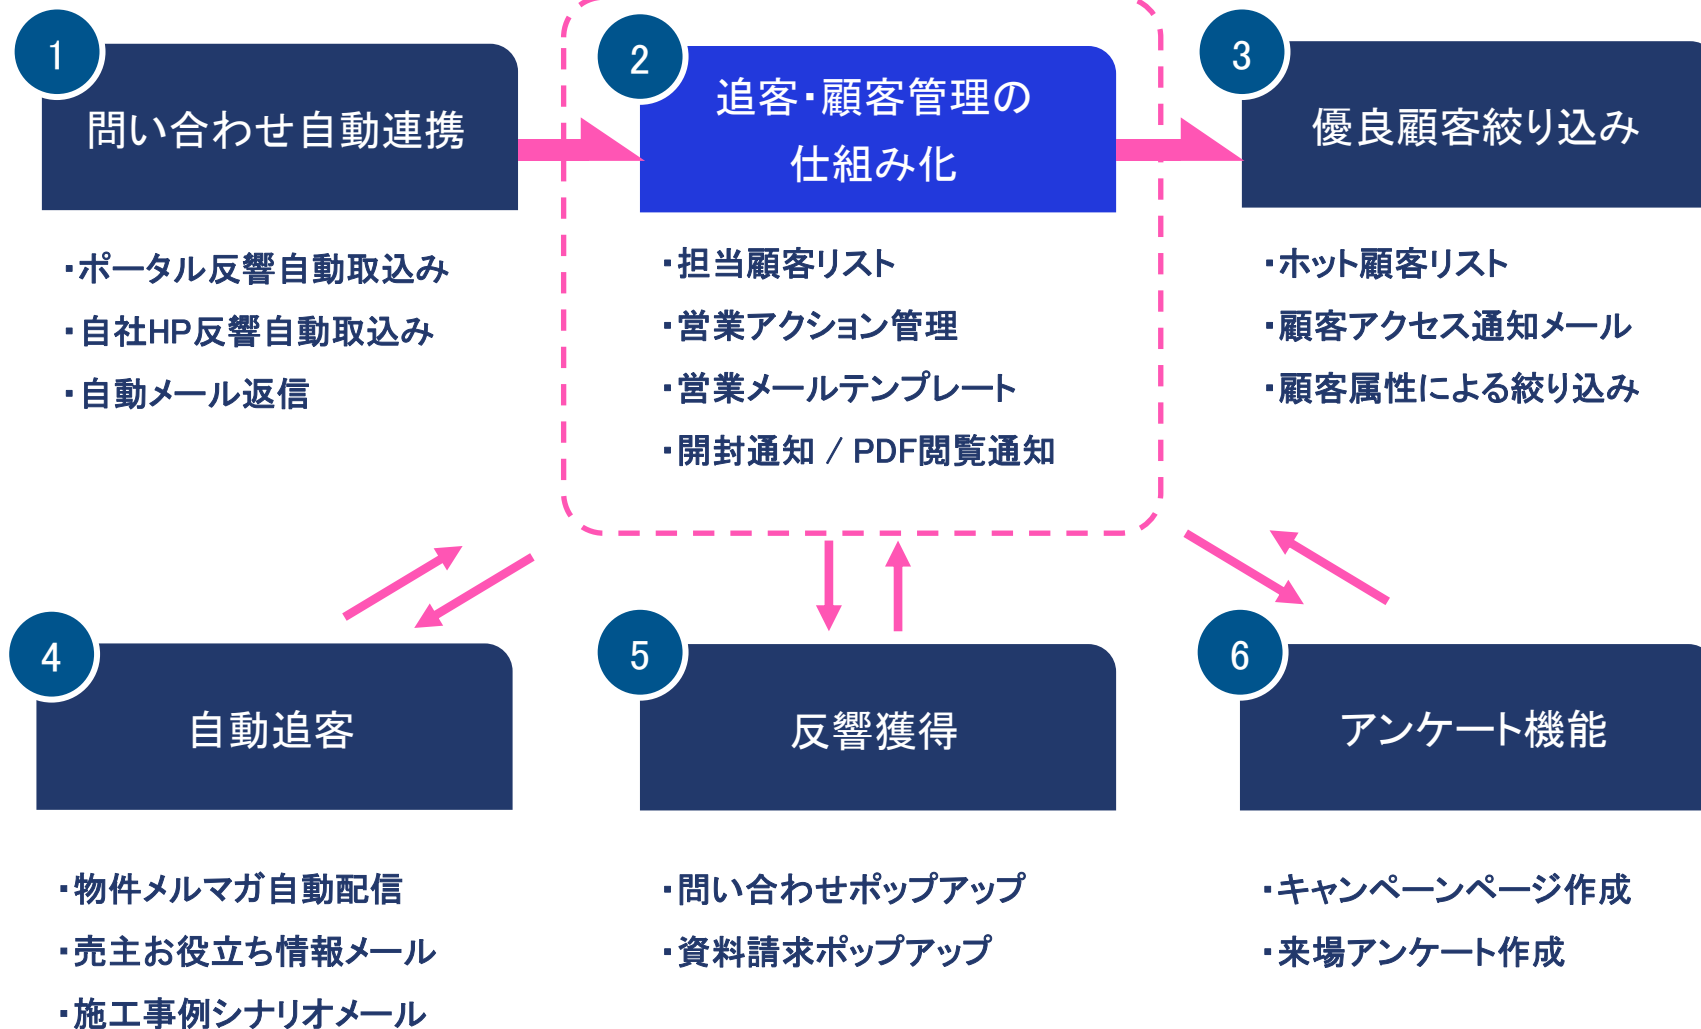 1
問い合わせ自動連携
・ポータル反響自動取込み
・自社HP反響自動取込み
・自動メール返信
2
追客・顧客管理の
仕組み化
・担当顧客リスト
・営業アクション管理
・営業メールテンプレート
・開封通知 / PDF閲覧通知
3
優良顧客絞り込み
・ホット顧客リスト
・顧客アクセス通知メール
・顧客属性による絞り込み
4
自動追客
・物件メルマガ自動配信
・売主お役立ち情報メール
・施工事例シナリオメール
5
反響獲得
・問い合わせポップアップ
・資料請求ポップアップ
6
アンケート機能
・キャンペーンページ作成
・来場アンケート作成